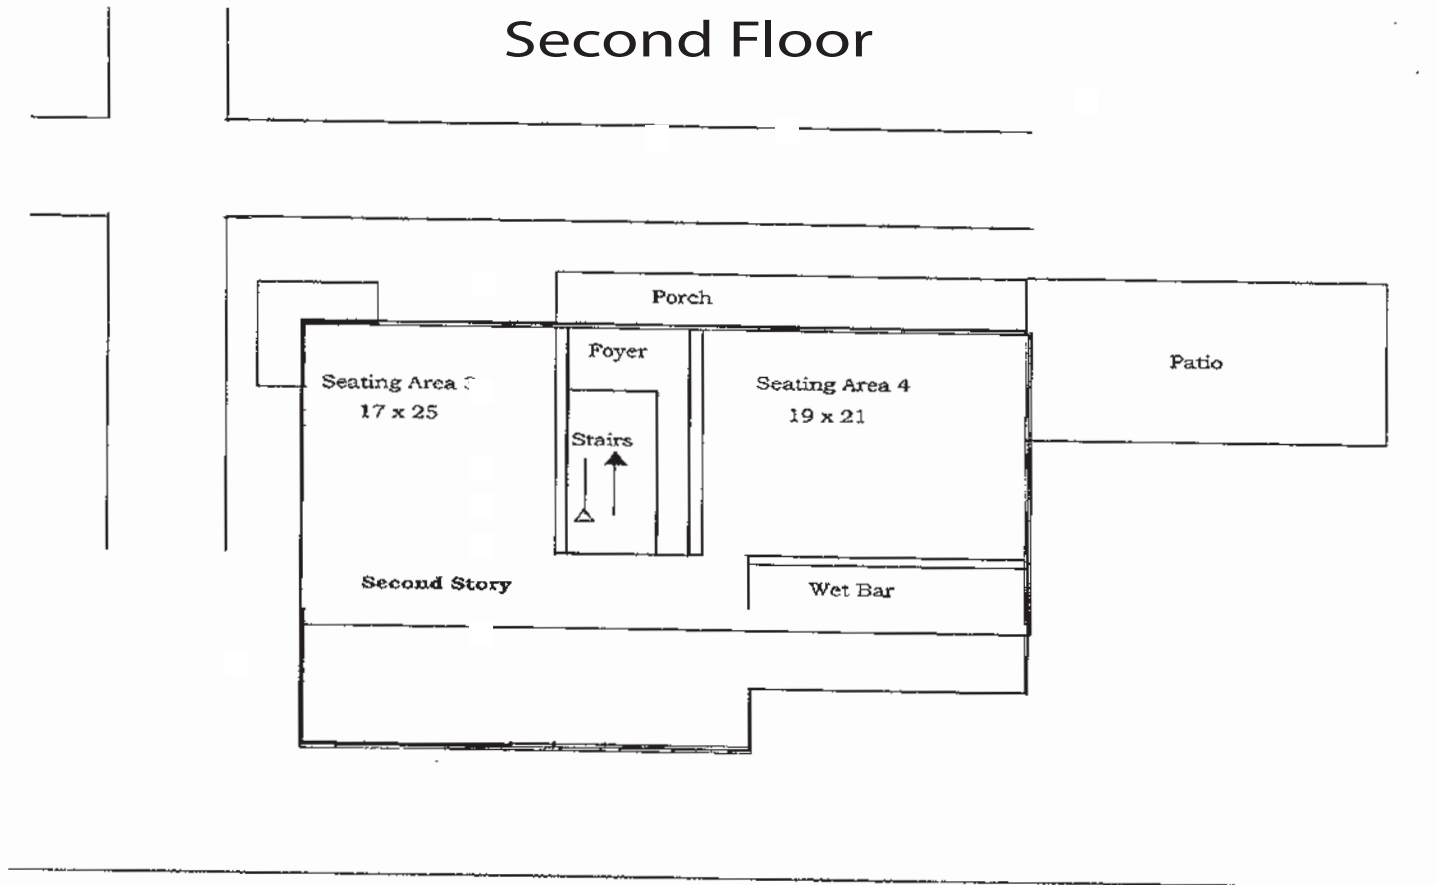 Second Floor
Porch
Foyer
Patio
Seating Area
17 x 25
Seating Area 4
19 x 21
Stairs
Second Story
Wet Bar